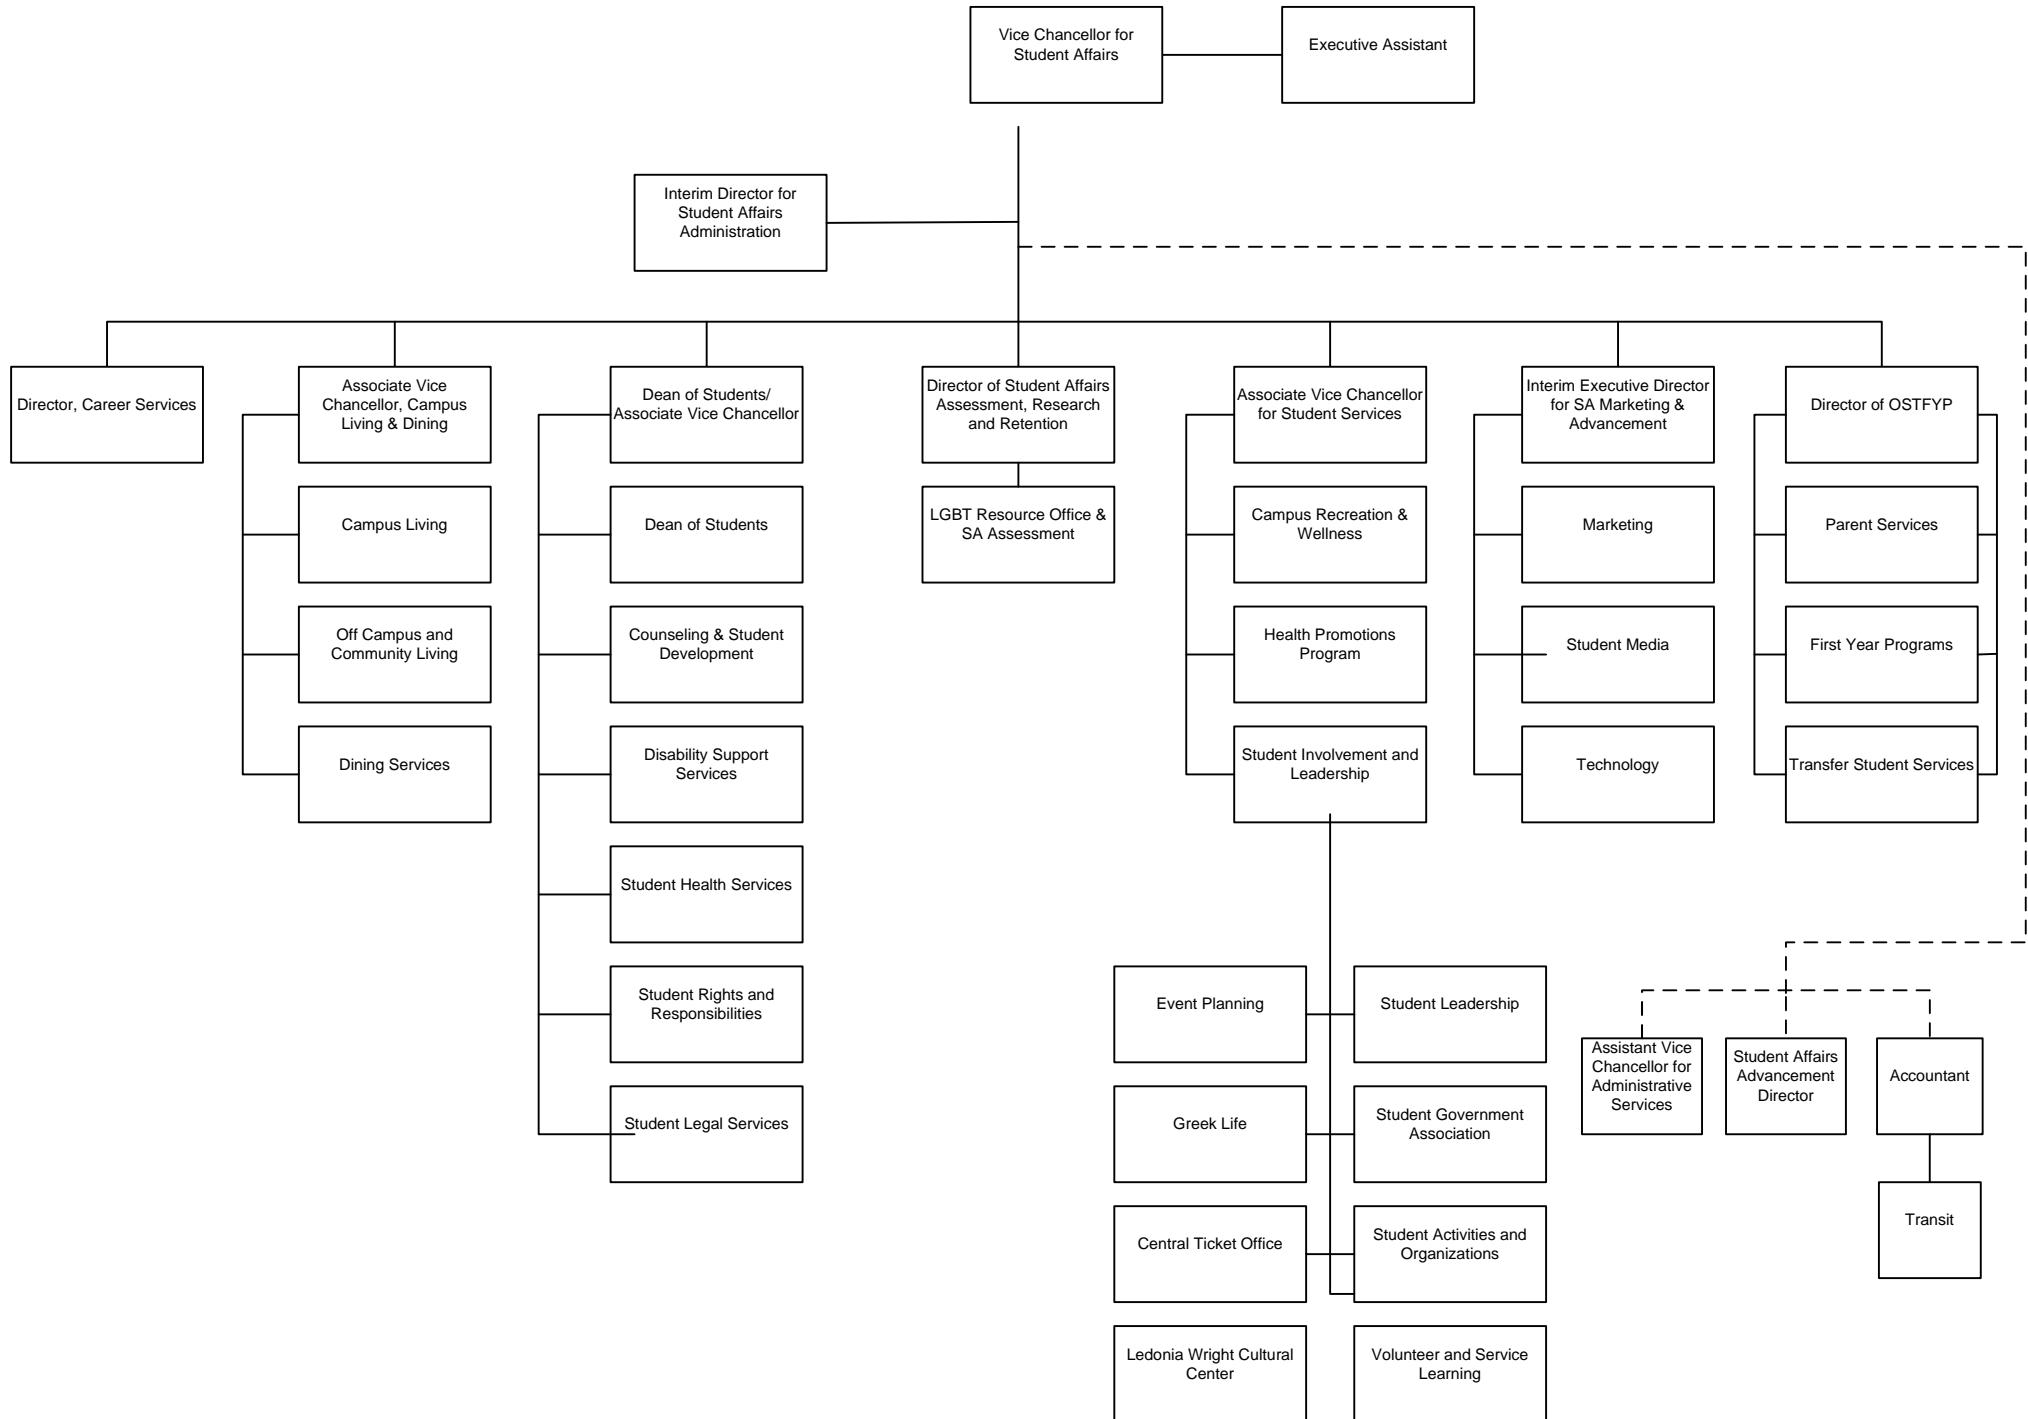 Vice Chancellor for
Student Affairs
Executive Assistant
Interim Director for
Student Affairs
Administration
Director, Career Services
Associate Vice
Chancellor, Campus
Living & Dining
Dean of Students/
Associate Vice Chancellor
Director of Student Affairs
Assessment, Research
and Retention
Associate Vice Chancellor
for Student Services
Interim Executive Director
for SA Marketing &
Advancement
Director of OSTFYP
Campus Living
Dean of Students
LGBT Resource Office &
SA Assessment
Campus Recreation &
Wellness
Marketing
Parent Services
Off Campus and
Community Living
Counseling & Student
Development
Health Promotions
Program
Student Media
First Year Programs
Dining Services
Disability Support
Services
Student Involvement and
Leadership
Technology
Transfer Student Services
Student Health Services
Student Rights and
Responsibilities
Event Planning
Student Leadership
Assistant Vice
Chancellor for
Administrative
Services
Student Affairs
Advancement
Director
Accountant
Student Legal Services
Greek Life
Student Government
Association
Central Ticket Office
Student Activities and
Organizations
Transit
Ledonia Wright Cultural
Center
Volunteer and Service
Learning